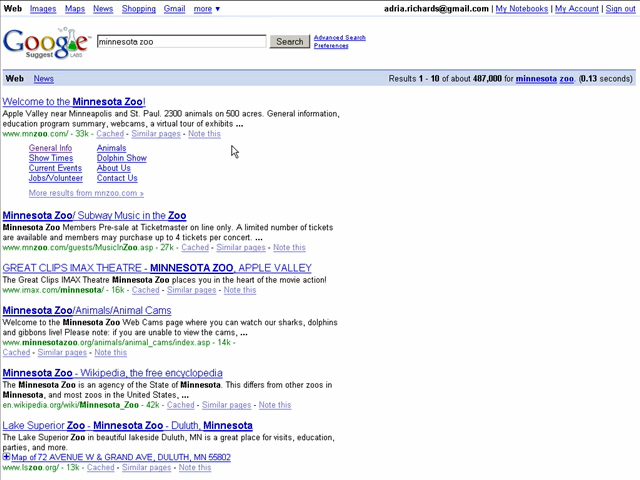 Web Images Maps News Shopping Gmail more ▼ adria.richards@gmail.com | My Notebooks | My Account | Sign out
Google Suggest LABS minnesota zoo Search Advanced Search
Preferences
Web News Results 1 - 10 of about 487,000 for minnesota zoo. (0.13 seconds)
Welcome to the Minnesota Zoo!
Apple Valley near Minneapolis and St. Paul. 2300 animals on 500 acres. General information,
education program summary, webcams, a virtual tour of exhibits ...
www.mnzoo.com/ - 33k - Cached - Similar pages - Note this
General Info Animals
Show Times Dolphin Show
Current Events About Us
Jobs/Volunteer Contact Us
More results from mnzoo.com »
Minnesota Zoo/ Subway Music in the Zoo
Minnesota Zoo Members Pre-sale at Ticketmaster on line only. A limited number of tickets
are available and members may purchase up to 4 tickets per concert. ...
www.mnzoo.com/guests/MusicInZoo.asp - 27k - Cached - Similar pages - Note this
GREAT CLIPS IMAX THEATRE - MINNESOTA ZOO, APPLE VALLEY
The Great Clips IMAX Theatre Minnesota Zoo places you in the heart of the movie action!
www.imax.com/minnesota/ - 16k - Cached - Similar pages - Note this
Minnesota Zoo/Animals/Animal Cams
Welcome to the Minnesota Zoo Web Cams page where you can watch our sharks, dolphins
and gibbons live! Please note: if you are unable to view the cams, ...
www.minnesotazoo.org/animals/animal_cams/index.asp - 14k -
Cached - Similar pages - Note this
Minnesota Zoo - Wikipedia, the free encyclopedia
The Minnesota Zoo is an agency of the State of Minnesota. This differs from other zoos in
Minnesota, and most zoos in the United States, ...
en.wikipedia.org/wiki/Minnesota_Zoo - 42k - Cached - Similar pages - Note this
Lake Superior Zoo - Minnesota Zoo - Duluth, Minnesota
The Lake Superior Zoo in beautiful lakeside Duluth, MN is a great place for visits, education,
parties, and more.
Map of 72 AVENUE W & GRAND AVE, DULUTH, MN 55802
www.lszoo.org/ - 13k - Cached - Similar pages - Note this